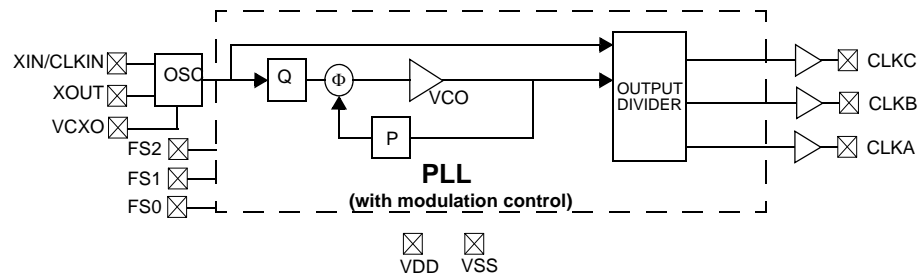 XIN/CLKIN
OSC
XOUT
VCXO
FS2
FS1
FS0
Q
Φ
VCO
P
PLL
(with modulation control)
OUTPUT
DIVIDER
CLKC
CLKB
CLKA
VDD
VSS